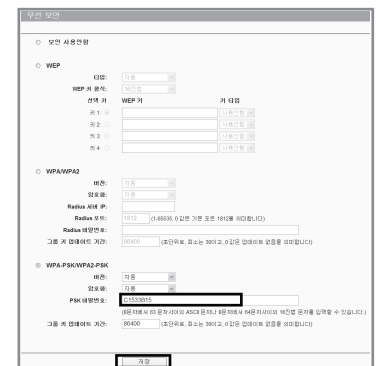 무선 보안
보안 사용안함
WEP
타입: 자동
WEP 키 형식: 16진법
선택 키 WEP 키 키 타입
키 1: 사용안함
키 2: 사용안함
키 3: 사용안함
키 4: 사용안함
WPA/WPA2
버전: 자동
암호화: 자동
Radius 서버 IP:
Radius 포트: 1812 (1-65535, 0 값은 기본 포트 1812를 의미합니다)
Radius 비밀번호:
그룹 키 업데이트 기간: 86400 (초단위로, 최소는 30이고, 0 값은 업데이트 없음을 의미합니다)
WPA-PSK/WPA2-PSK
버전: 자동
암호화: 자동
PSK 비밀번호: C1533B15
(8문자에서 63 문자사이의 ASCII 문자나 8문자에서 64문자사이의 16진법 문자를 입력할 수 있습니다.)
그룹 키 업데이트 기간: 86400 (초단위로, 최소는 30이고, 0 값은 업데이트 없음을 의미합니다)
저장